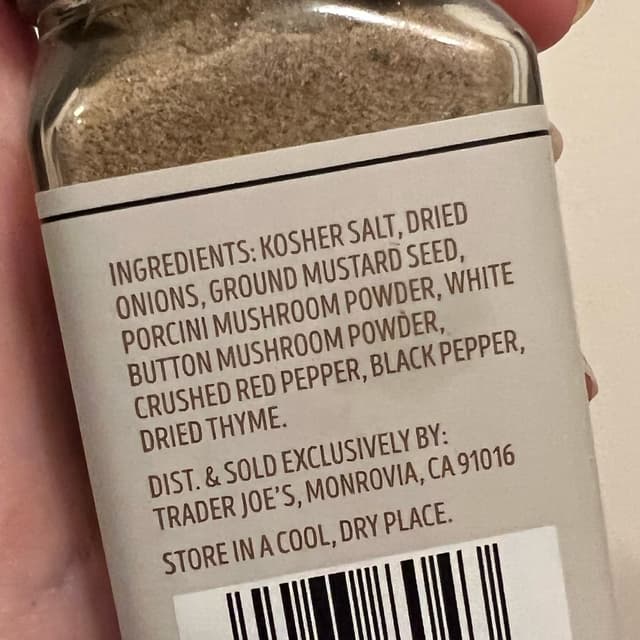 INGREDIENTS: KOSHER SALT, DRIED
ONIONS, GROUND MUSTARD SEED,
PORCINI MUSHROOM POWDER, WHITE
BUTTON MUSHROOM POWDER,
CRUSHED RED PEPPER, BLACK PEPPER,
DRIED THYME.
DIST. & SOLD EXCLUSIVELY BY:
TRADER JOE'S, MONROVIA, CA 91016
STORE IN A COOL, DRY PLACE.